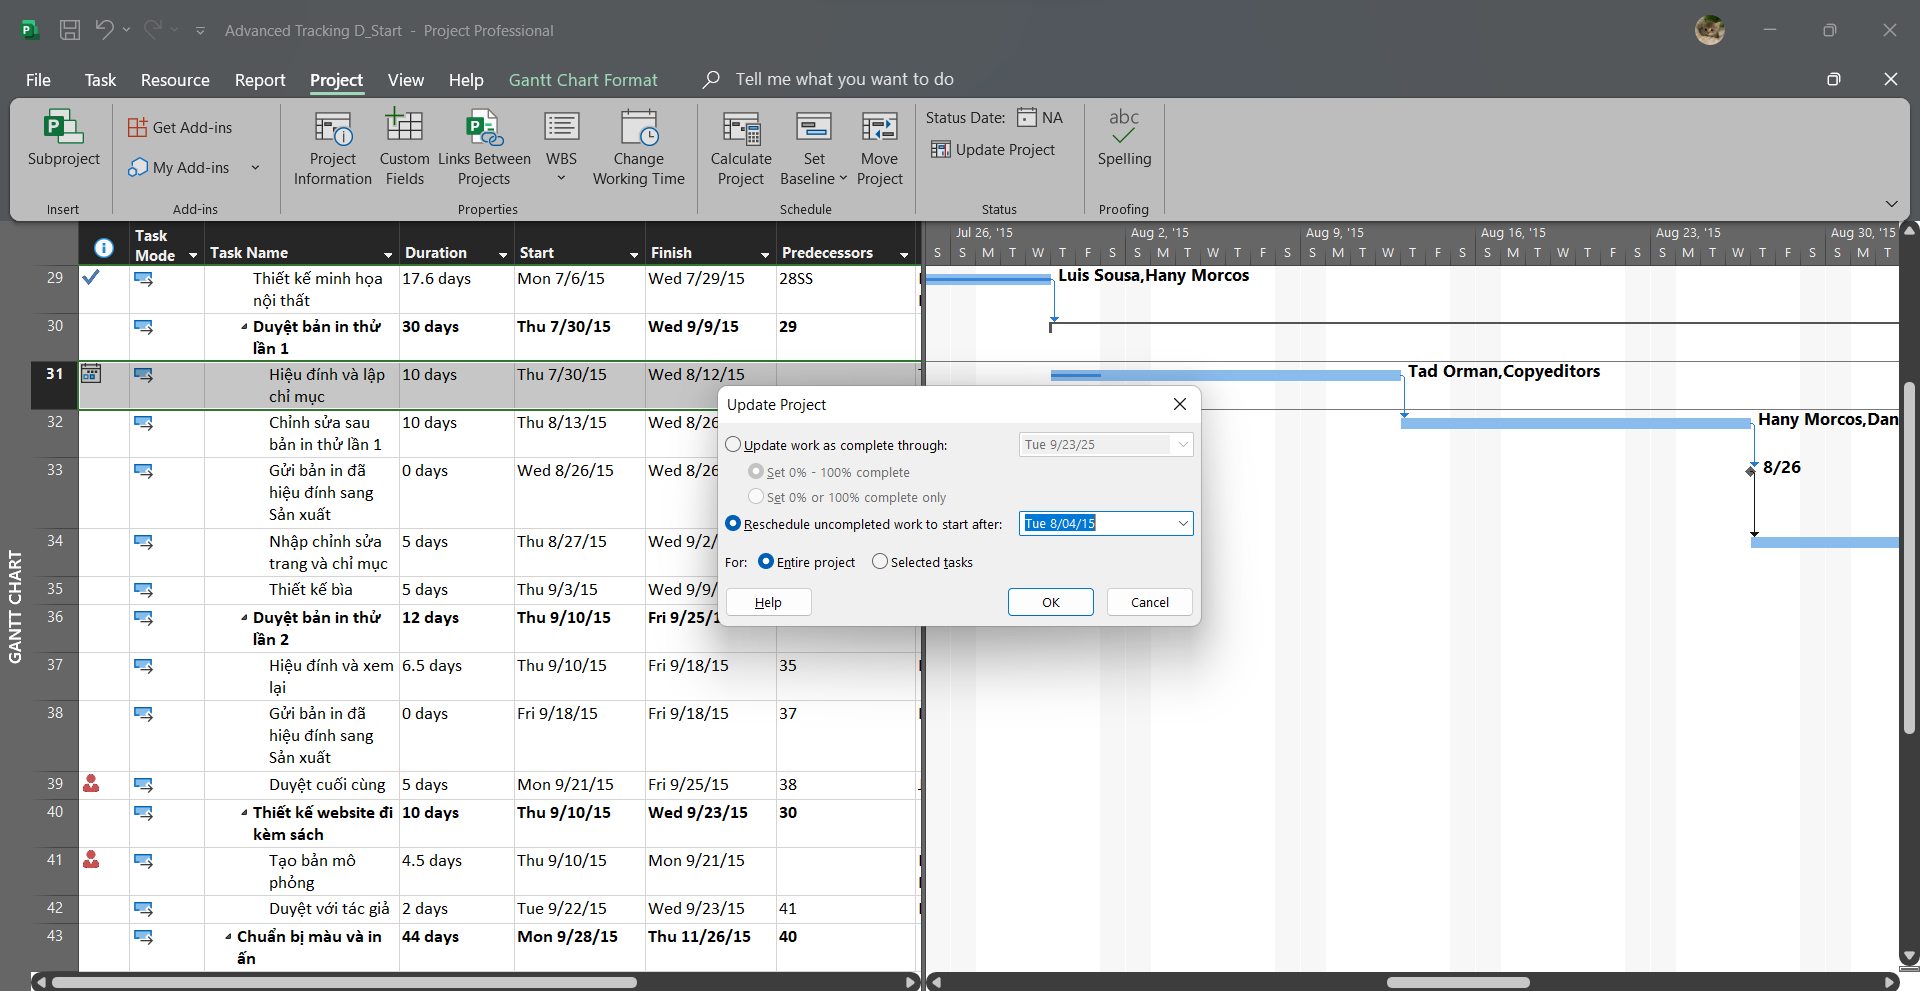 Advanced Tracking D_Start - Project Professional
File Task Resource Report Project View Help Gantt Chart Format Tell me what you want to do
Subproject
Insert
Get Add-ins
My Add-ins
Add-ins
Project Information
Custom Fields
Links Between Projects
WBS
Change Working Time
Properties
Calculate Project
Set Baseline
Move Project
Schedule
Status Date: NA
Update Project
Status
abc
Spelling
Proofing
Task Mode Task Name Duration Start Finish Predecessors
Jul 26, '15 Aug 2, '15 Aug 9, '15 Aug 16, '15 Aug 23, '15 Aug 30, '15
S S M T W T F S S M T W T F S S M T W T F S S M T W T F S S M T W T F S S M T
29 Thiết kế minh họa nội thất 17.6 days Mon 7/6/15 Wed 7/29/15 28SS
Luis Sousa,Hany Morcos
30 Duyệt bản in thử lần 1 30 days Thu 7/30/15 Wed 9/9/15 29
31 Hiệu đính và lập chỉ mục 10 days Thu 7/30/15 Wed 8/12/15
Tad Orman,Copyeditors
32 Chỉnh sửa sau bản in thử lần 1 10 days Thu 8/13/15 Wed 8/26
Hany Morcos,Dan
33 Gửi bản in đã hiệu đính sang Sản xuất 0 days Wed 8/26/15 Wed 8/26
8/26
34 Nhập chỉnh sửa trang và chỉ mục 5 days Thu 8/27/15 Wed 9/2/
35 Thiết kế bìa 5 days Thu 9/3/15 Wed 9/9/
36 Duyệt bản in thử lần 2 12 days Thu 9/10/15 Fri 9/25/1
37 Hiệu đính và xem lại 6.5 days Thu 9/10/15 Fri 9/18/15 35
38 Gửi bản in đã hiệu đính sang Sản xuất 0 days Fri 9/18/15 Fri 9/18/15 37
39 Duyệt cuối cùng 5 days Mon 9/21/15 Fri 9/25/15 38
40 Thiết kế website đi kèm sách 10 days Thu 9/10/15 Wed 9/23/15 30
41 Tạo bản mô phỏng 4.5 days Thu 9/10/15 Mon 9/21/15
42 Duyệt với tác giả 2 days Tue 9/22/15 Wed 9/23/15 41
43 Chuẩn bị màu và in ấn 44 days Mon 9/28/15 Thu 11/26/15 40
GANTT CHART
Update Project
Update work as complete through: Tue 9/23/25
Set 0% - 100% complete
Set 0% or 100% complete only
Reschedule uncompleted work to start after: Tue 8/04/15
For: Entire project Selected tasks
Help OK Cancel